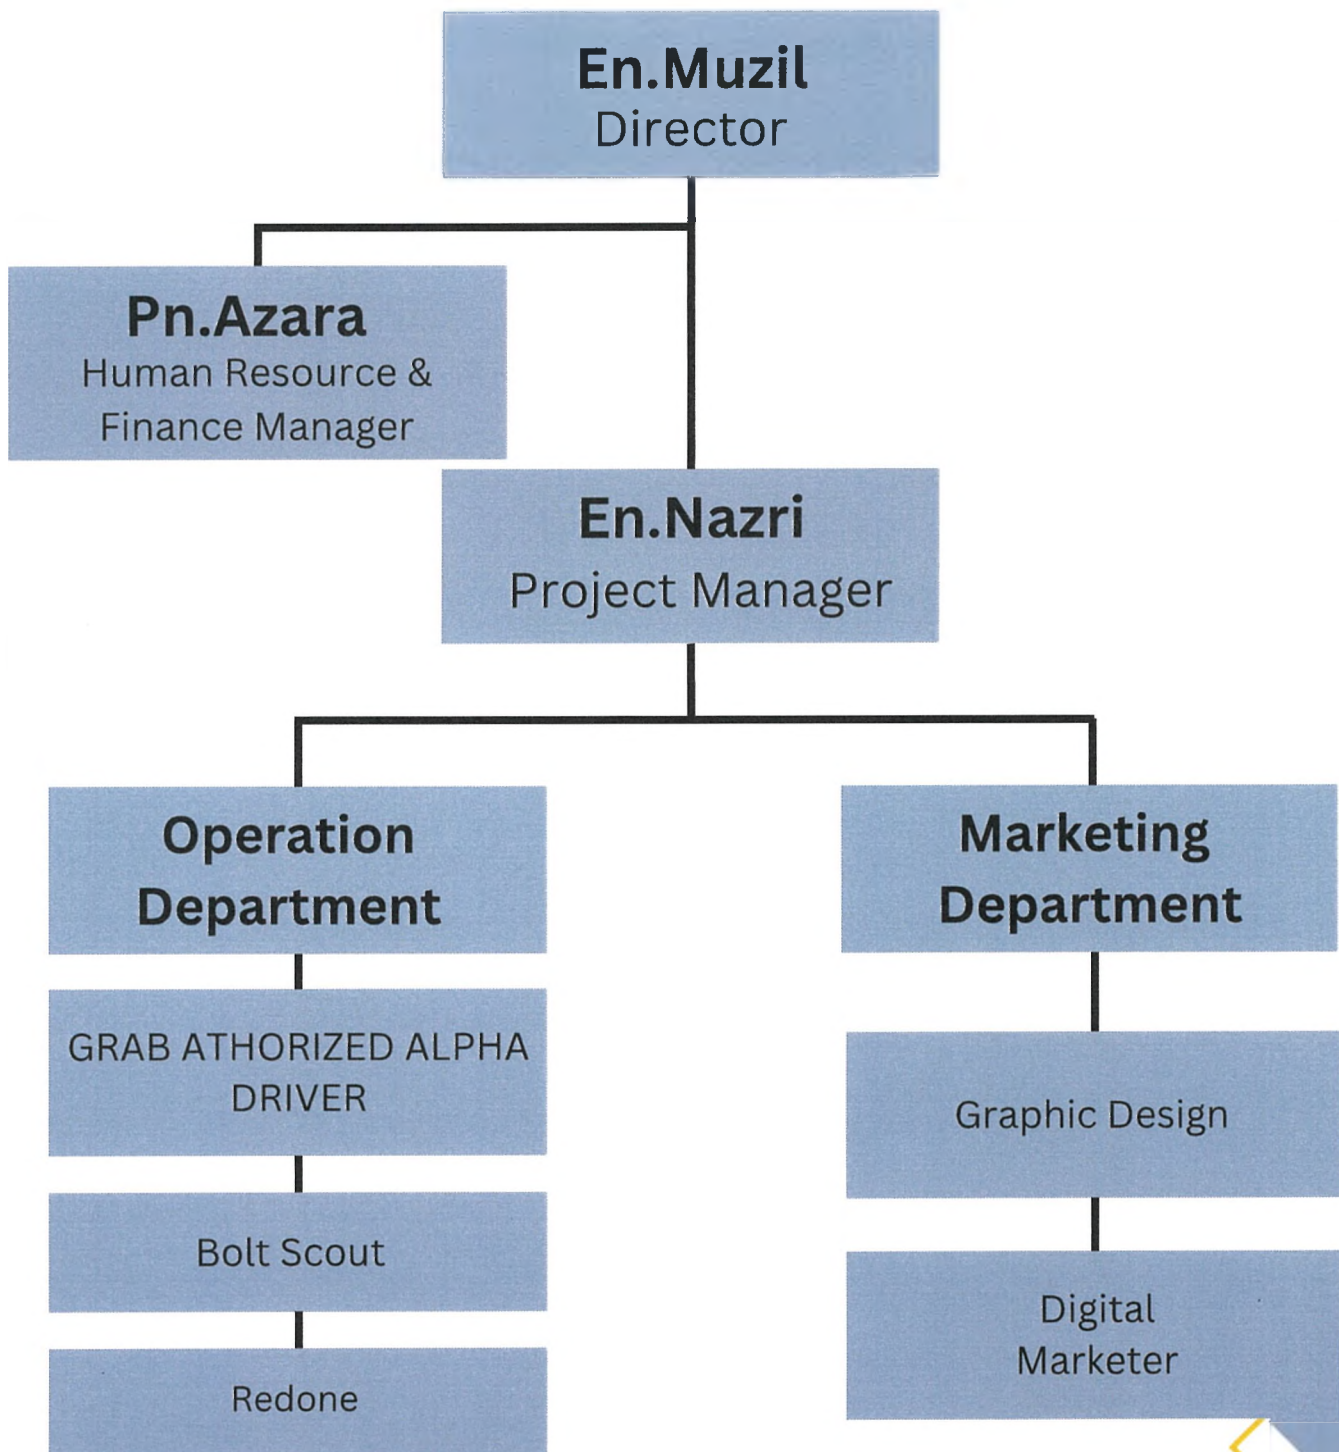 En.Muzil
Director
Pn.Azara
Human Resource &
Finance Manager
En.Nazri
Project Manager
Operation
Department
GRAB ATHORIZED ALPHA
DRIVER
Bolt Scout
Redone
Marketing
Department
Graphic Design
Digital
Marketer